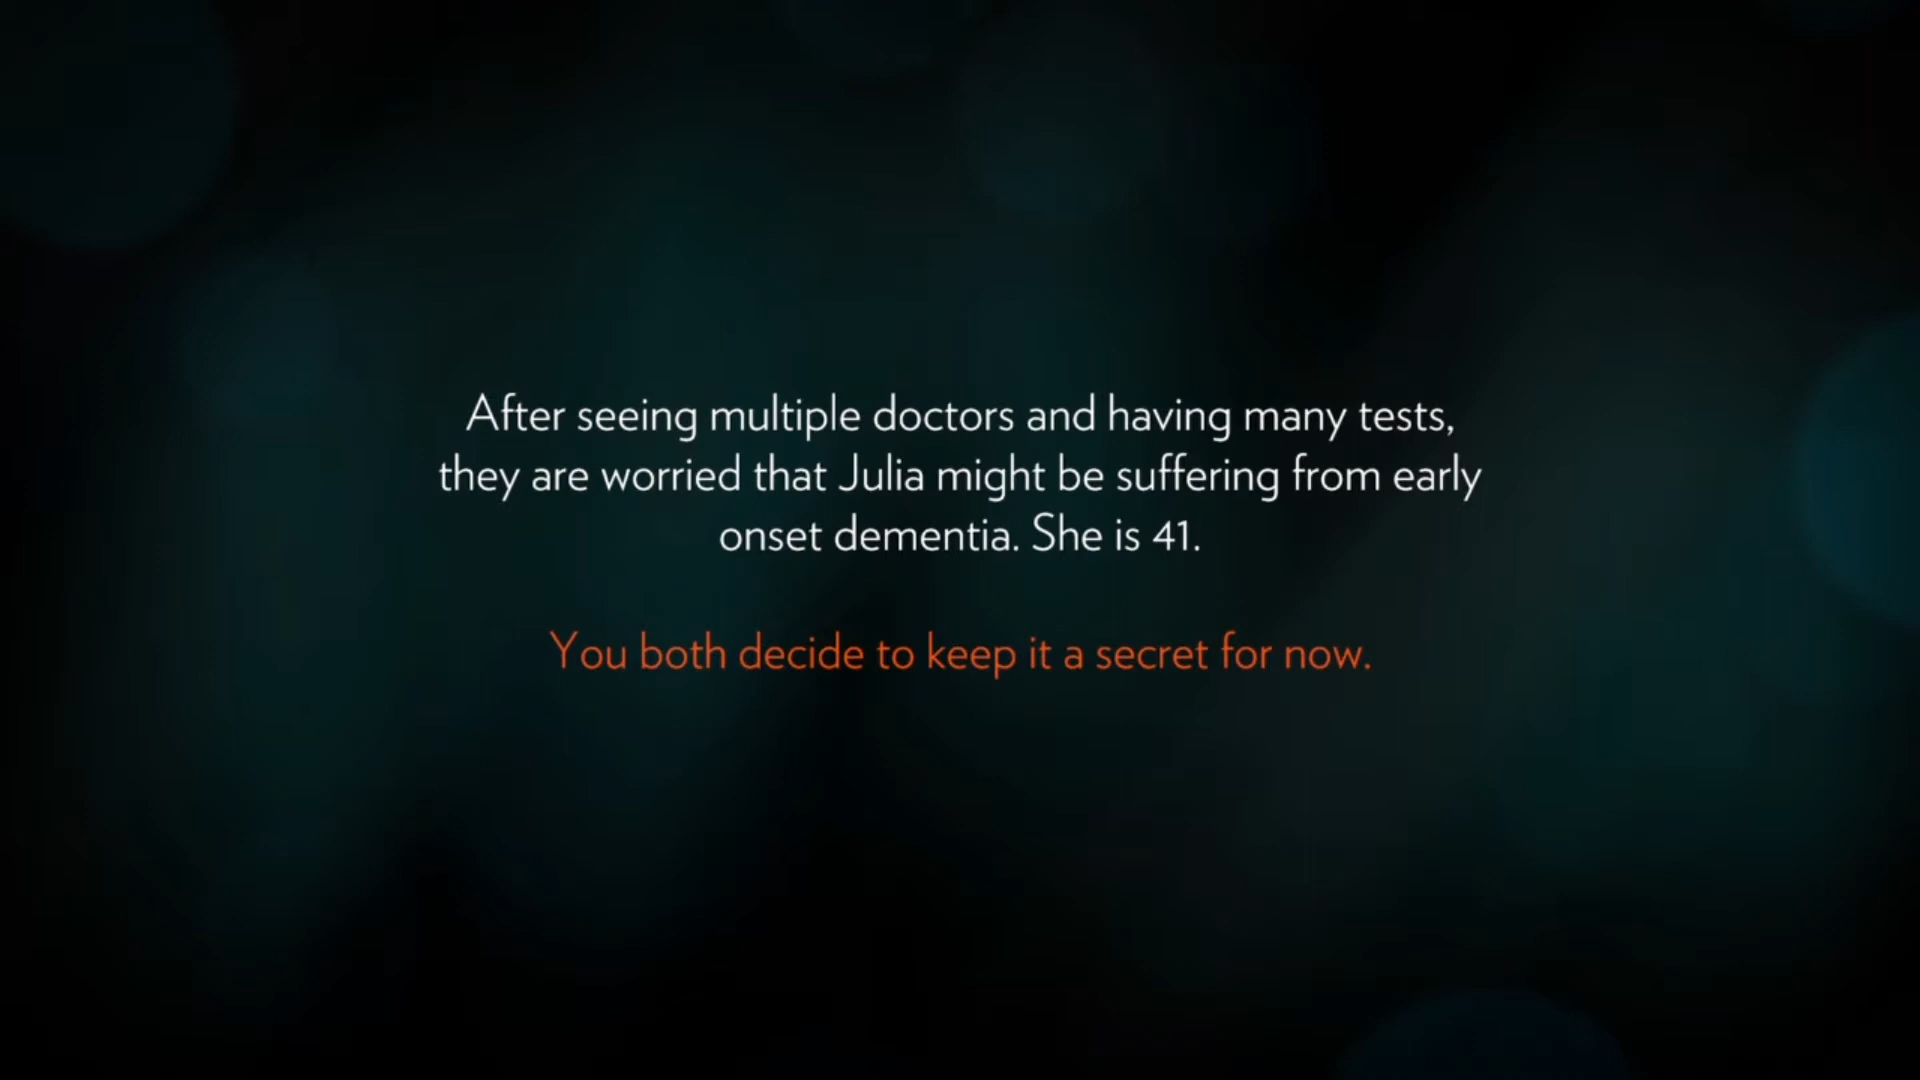 After seeing multiple doctors and having many tests,
they are worried that Julia might be suffering from early
onset dementia. She is 41.
You both decide to keep it a secret for now.